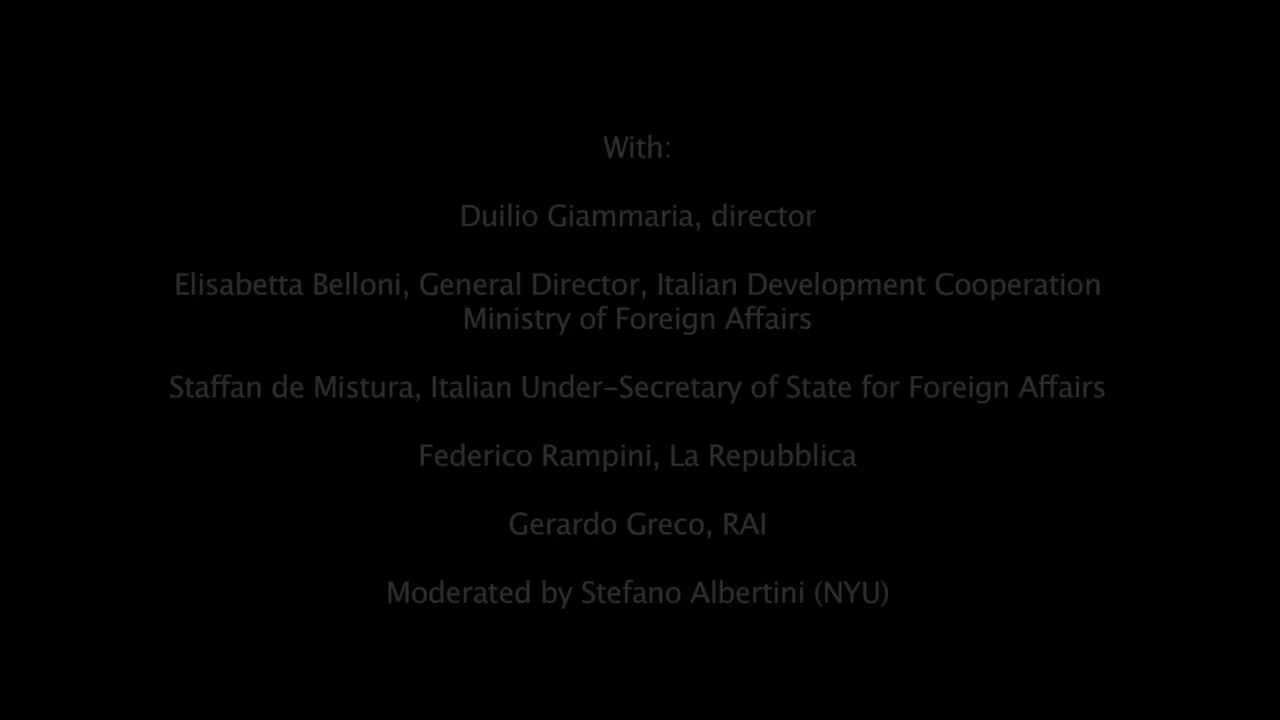 With:
Duilio Giammaria, director
Elisabetta Belloni, General Director, Italian Development Cooperation
Ministry of Foreign Affairs
Staffan de Mistura, Italian Under-Secretary of State for Foreign Affairs
Federico Rampini, La Repubblica
Gerardo Greco, RAI
Moderated by Stefano Albertini (NYU)